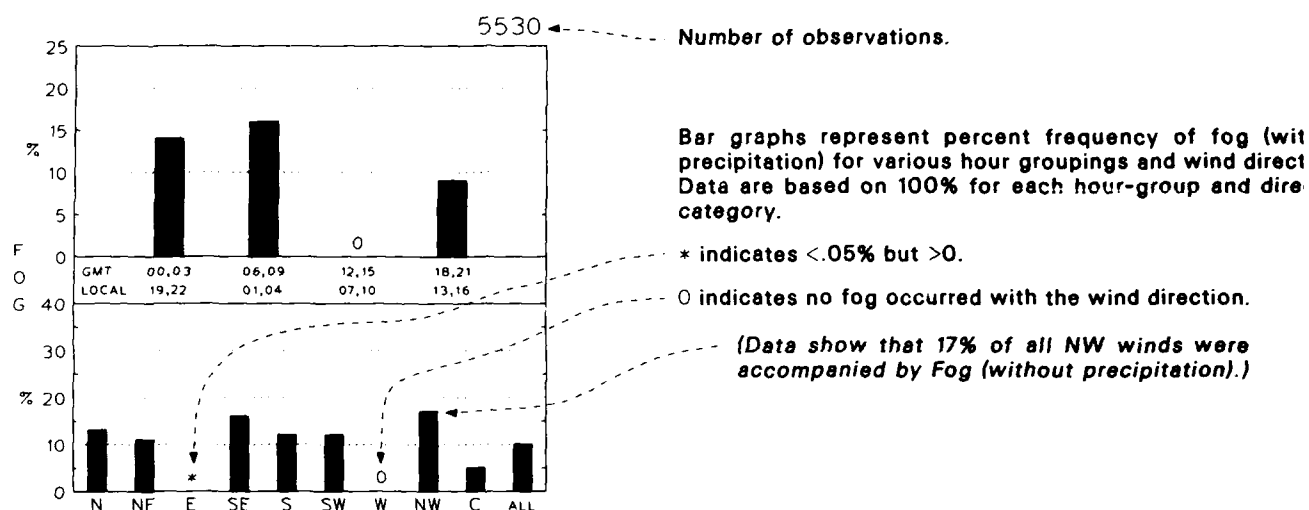 5530
Number of observations.
25
20
15
%
10
5
0
Bar graphs represent percent frequency of fog (wit
precipitation) for various hour groupings and wind direct
Data are based on 100% for each hour-group and dire
category.
* indicates <.05% but >0.
0 indicates no fog occurred with the wind direction.
(Data show that 17% of all NW winds were
accompanied by Fog (without precipitation).)
0
GMT 00,03 06,09 12,15 18,21
LOCAL 19,22 01,04 07,10 13,16
F
O
G
40
30
% 20
10
0
* 0
N NF E SE S SW W NW C ALL